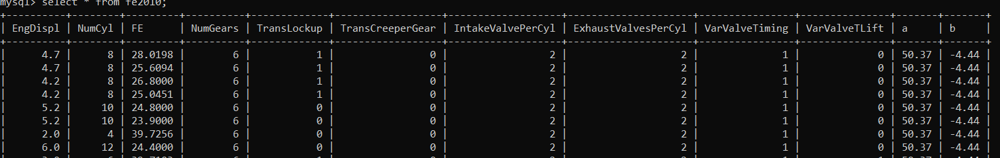 mysql> select * from fe2010;
| EngDispl | NumCyl | FE | NumGears | TransLockup | TransCreeperGear | IntakeValvePerCyl | ExhaustValvesPerCyl | VarValveTiming | VarValveTLift | a | b |
| 4.7 | 8 | 28.0198 | 6 | 1 | 0 | 2 | 2 | 1 | 0 | 50.37 | -4.44 |
| 4.7 | 8 | 25.6094 | 6 | 1 | 0 | 2 | 2 | 1 | 0 | 50.37 | -4.44 |
| 4.2 | 8 | 26.8000 | 6 | 1 | 0 | 2 | 2 | 1 | 0 | 50.37 | -4.44 |
| 4.2 | 8 | 25.0451 | 6 | 1 | 0 | 2 | 2 | 1 | 0 | 50.37 | -4.44 |
| 5.2 | 10 | 24.8000 | 6 | 0 | 0 | 2 | 2 | 1 | 0 | 50.37 | -4.44 |
| 5.2 | 10 | 23.9000 | 6 | 0 | 0 | 2 | 2 | 1 | 0 | 50.37 | -4.44 |
| 2.0 | 4 | 39.7256 | 6 | 0 | 0 | 2 | 2 | 1 | 0 | 50.37 | -4.44 |
| 6.0 | 12 | 24.4000 | 6 | 0 | 0 | 2 | 2 | 1 | 0 | 50.37 | -4.44 |